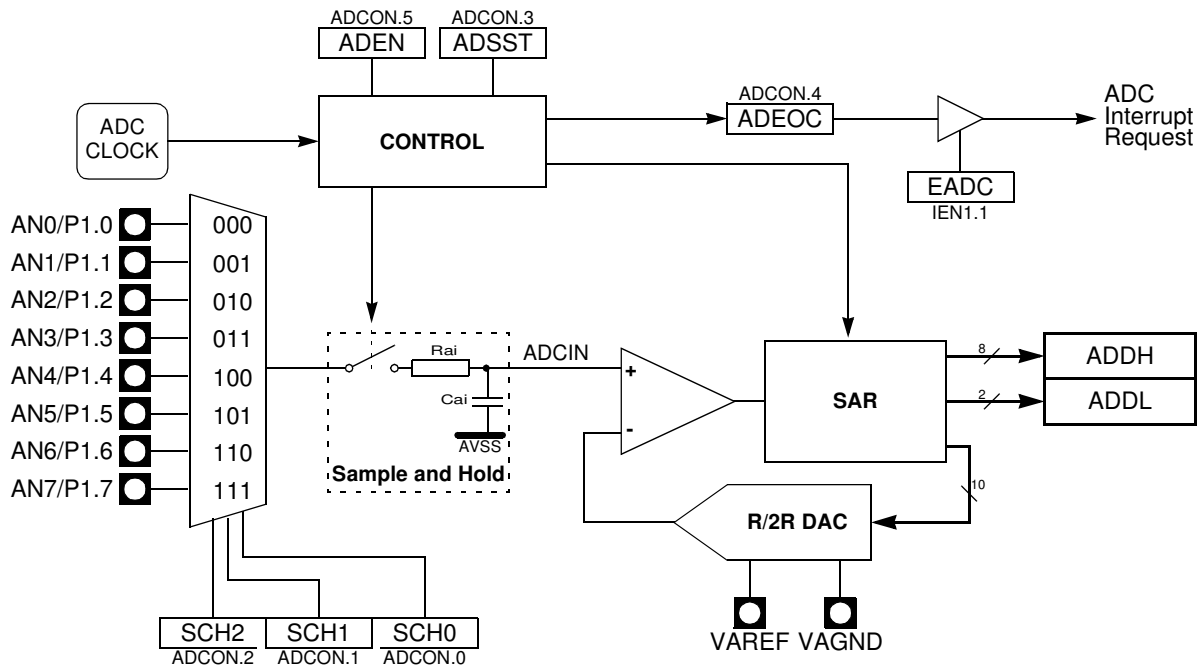 ADCON.5 ADCON.3
ADEN ADSST
ADCON.4
ADC
CLOCK
CONTROL
ADEOC
ADC
Interrupt
Request
EADC
IEN1.1
AN0/P1.0 000
AN1/P1.1 001
AN2/P1.2 010
AN3/P1.3 011
AN4/P1.4 100
AN5/P1.5 101
AN6/P1.6 110
AN7/P1.7 111
Rai
Cai
AVSS
Sample and Hold
ADCIN
+
-
SAR
8
ADDH
2
ADDL
10
R/2R DAC
VAREF VAGND
SCH2 SCH1 SCH0
ADCON.2 ADCON.1 ADCON.0